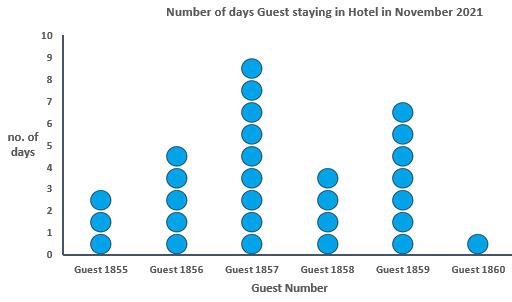 Number of days Guest staying in Hotel in November 2021
10
9
8
7
6
5
4
3
2
1
0
no. of
days
Guest 1855 Guest 1856 Guest 1857 Guest 1858 Guest 1859 Guest 1860
Guest Number